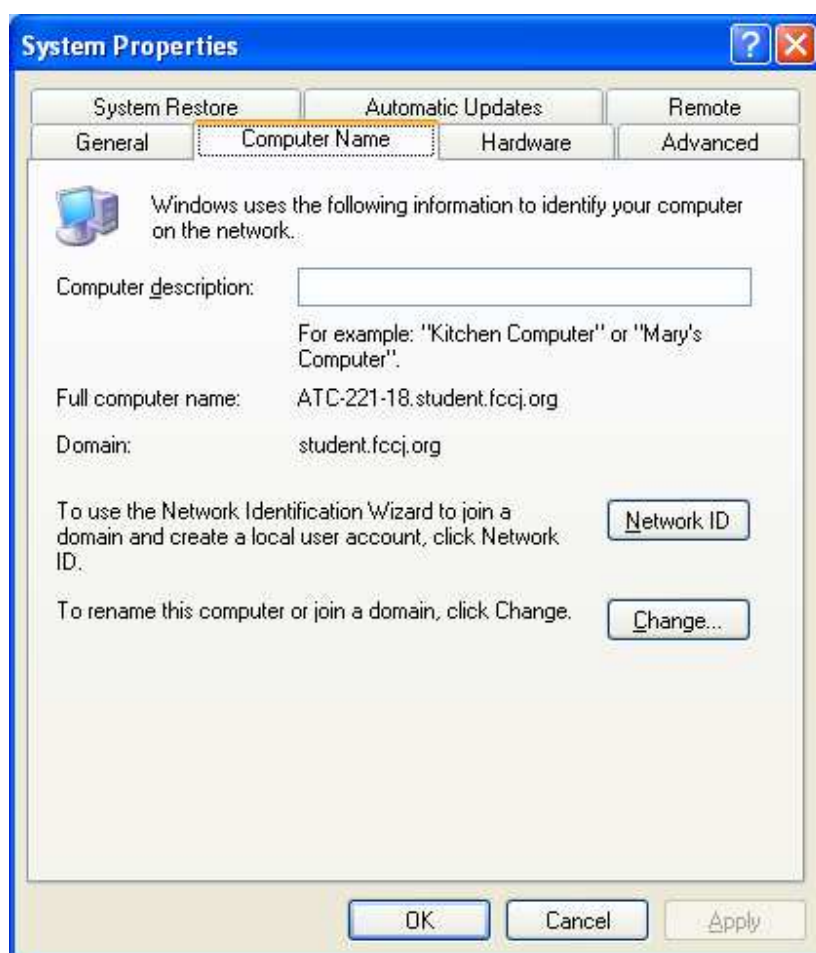 System Properties
?
X
System Restore
Automatic Updates
Remote
General
Computer Name
Hardware
Advanced
Windows uses the following information to identify your computer
on the network.
Computer description:
For example: "Kitchen Computer" or "Mary's
Computer".
Full computer name:
ATC-221-18.student.fccj.org
Domain:
student.fccj.org
To use the Network Identification Wizard to join a
domain and create a local user account, click Network
ID.
Network ID
To rename this computer or join a domain, click Change.
Change...
OK
Cancel
Apply